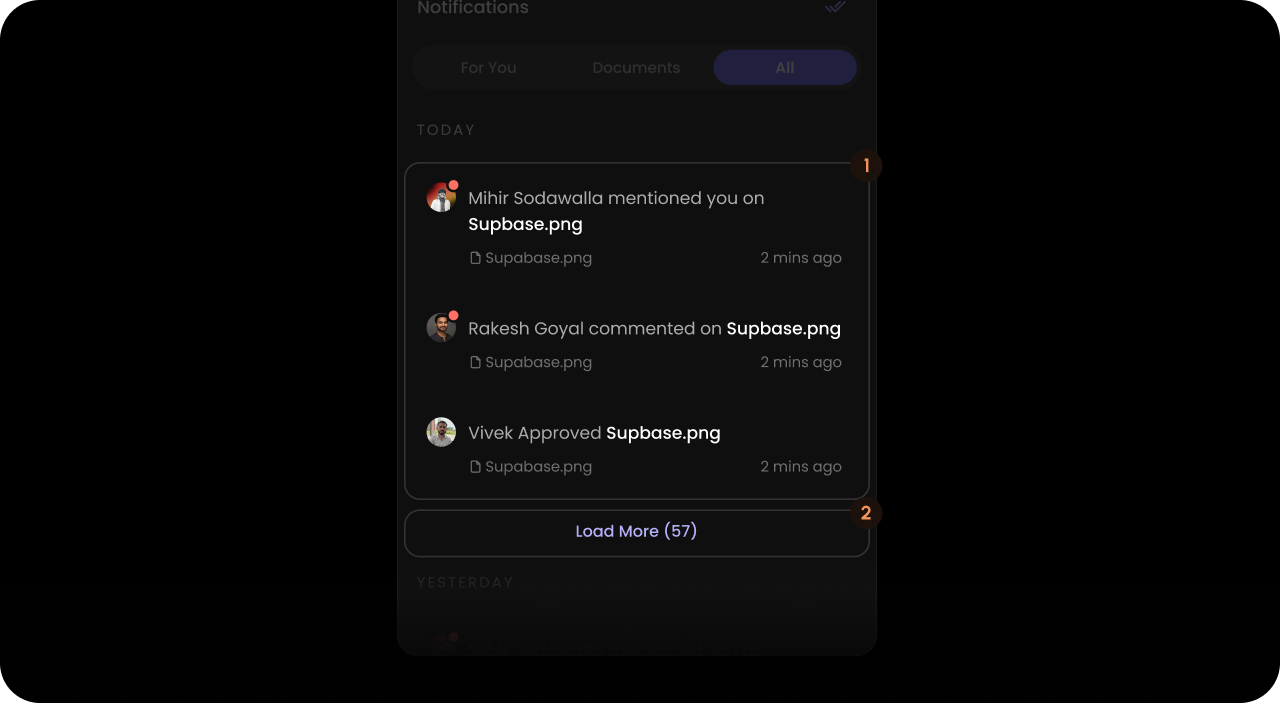 Notifications
For You
Documents
All
TODAY
1
Mihir Sodawalla mentioned you on
Supbase.png
Supabase.png
2 mins ago
Rakesh Goyal commented on Supbase.png
Supabase.png
2 mins ago
Vivek Approved Supbase.png
Supabase.png
2 mins ago
2
Load More (57)
YESTERDAY